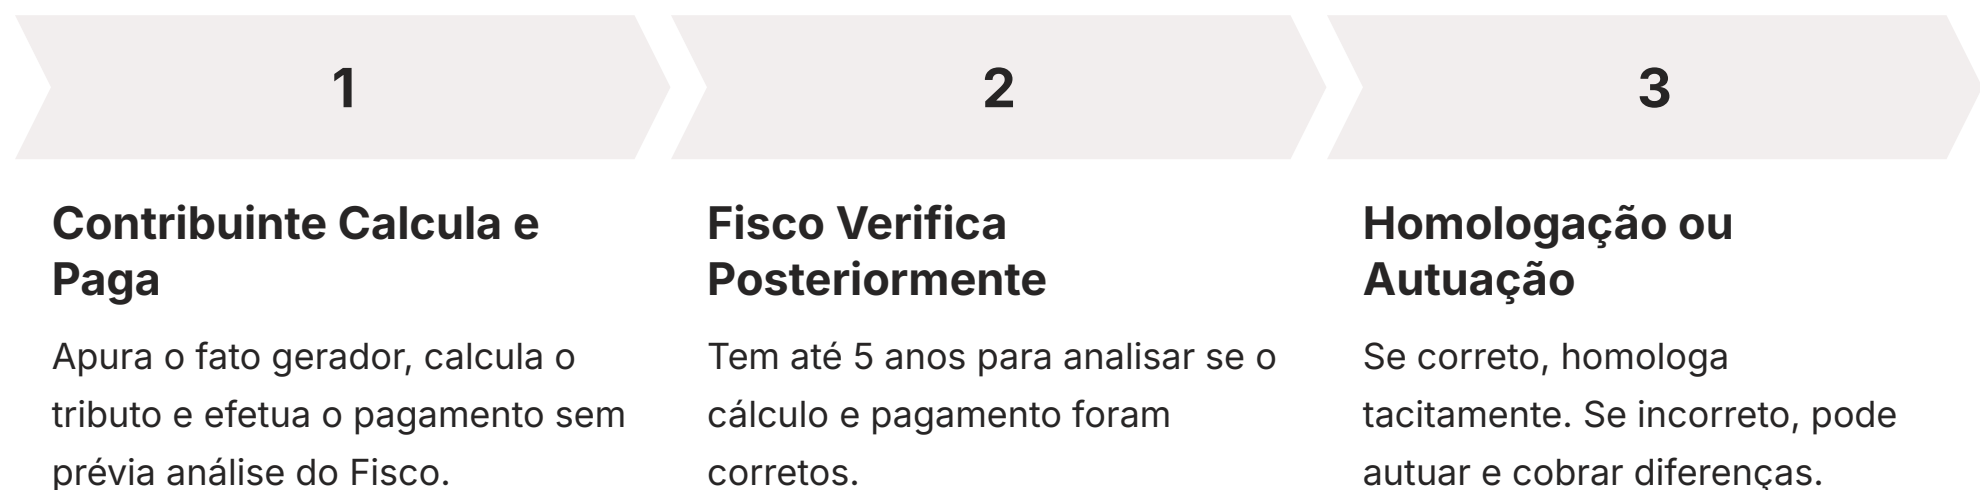 1
Contribuinte Calcula e
Paga
Apura o fato gerador, calcula o
tributo e efetua o pagamento sem
prévia análise do Fisco.
2
Fisco Verifica
Posteriormente
Tem até 5 anos para analisar se o
cálculo e pagamento foram
corretos.
3
Homologação ou
Autuação
Se correto, homologa
tacitamente. Se incorreto, pode
autuar e cobrar diferenças.